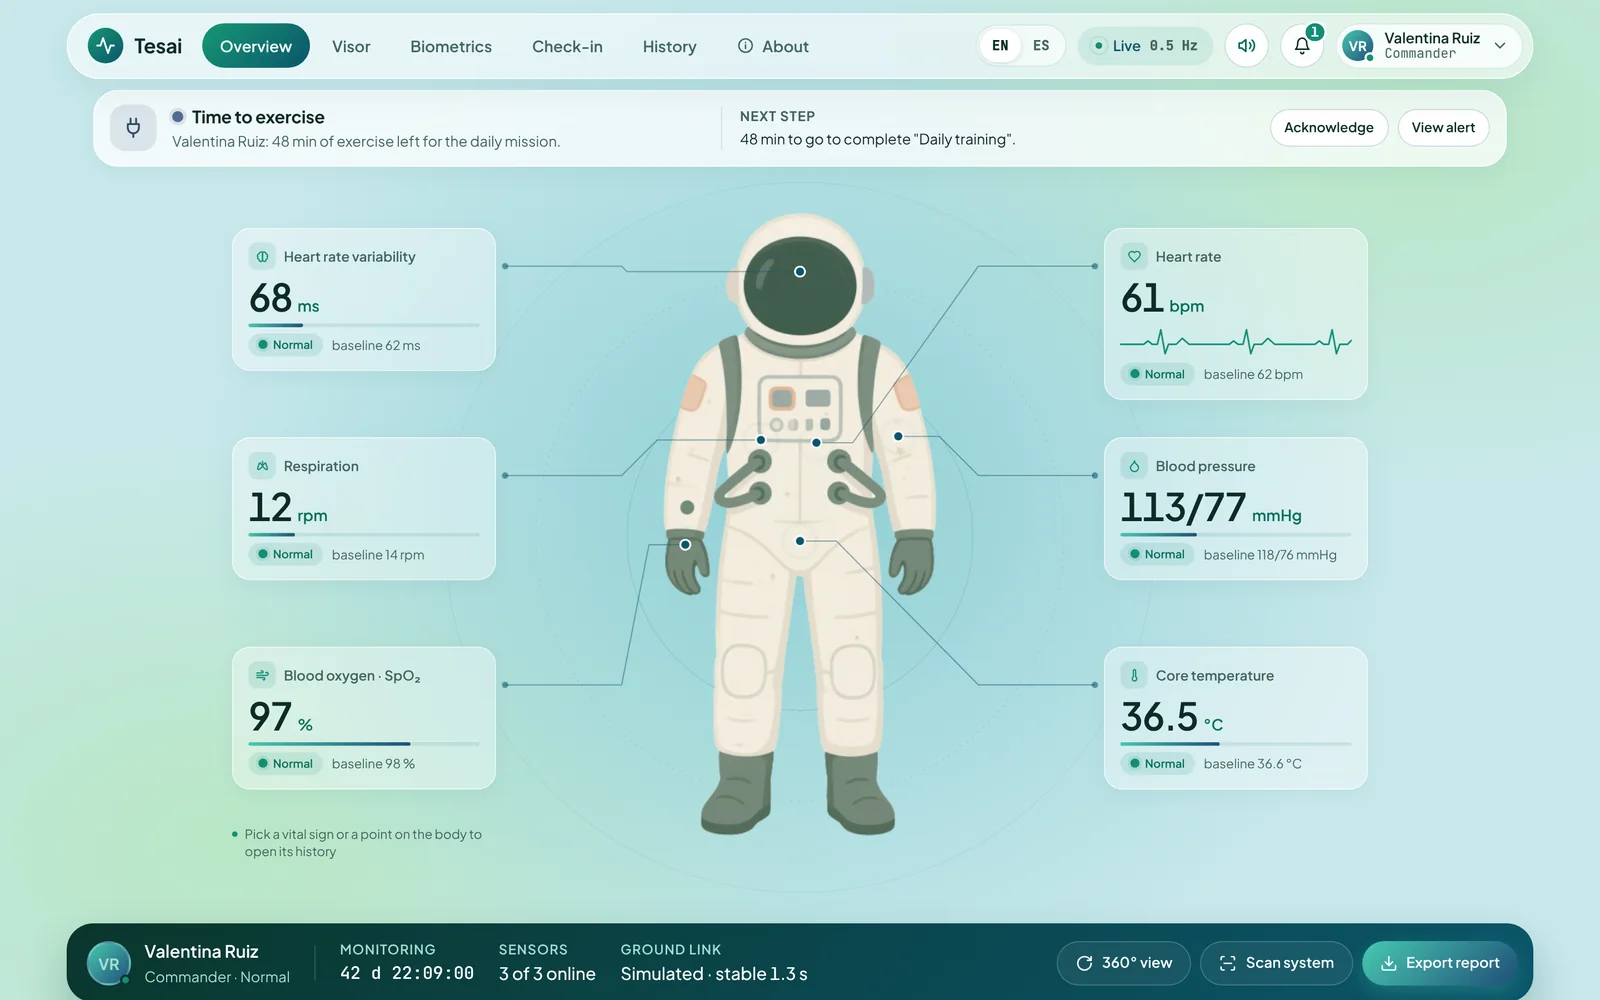 Tesai
Overview
Visor
Biometrics
Check-in
History
About
EN
ES
Live 0.5 Hz
1
VR
Valentina Ruiz
Commander
Time to exercise
Valentina Ruiz: 48 min of exercise left for the daily mission.
NEXT STEP
48 min to go to complete "Daily training".
Acknowledge
View alert
Heart rate variability
68 ms
Normal
baseline 62 ms
Heart rate
61 bpm
Normal
baseline 62 bpm
Respiration
12 rpm
Normal
baseline 14 rpm
Blood pressure
113/77 mmHg
Normal
baseline 118/76 mmHg
Blood oxygen · SpO₂
97 %
Normal
baseline 98 %
Core temperature
36.5 °C
Normal
baseline 36.6 °C
Pick a vital sign or a point on the body to
open its history
VR
Valentina Ruiz
Commander · Normal
MONITORING
42 d 22:09:00
SENSORS
3 of 3 online
GROUND LINK
Simulated · stable 1.3 s
360° view
Scan system
Export report